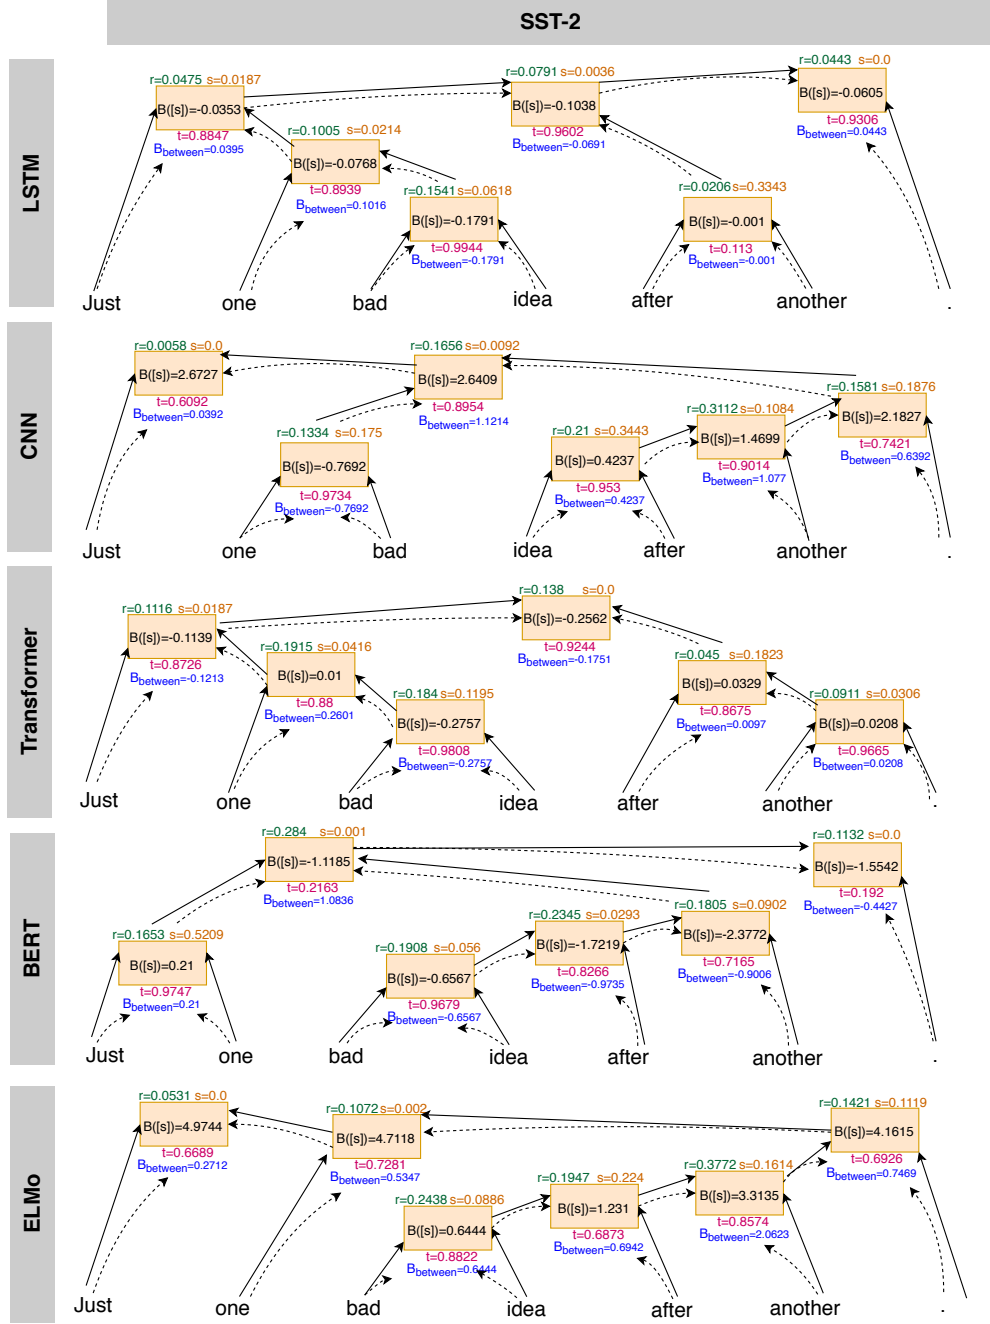 SST-2
LSTM
r=0.0475 s=0.0187
B([s])=-0.0353
t=0.8847
Bbetween=0.0395
r=0.1005 s=0.0214
B([s])=-0.0768
t=0.8939
Bbetween=0.1016
r=0.1541 s=0.0618
B([s])=-0.1791
t=0.9944
Bbetween=-0.1791
r=0.0791 s=0.0036
B([s])=-0.1038
t=0.9602
Bbetween=-0.0691
r=0.0206 s=0.3343
B([s])=-0.001
t=0.113
Bbetween=-0.001
r=0.0443 s=0.0
B([s])=-0.0605
t=0.9306
Bbetween=0.0443
Just one bad idea after another .
CNN
r=0.0058 s=0.0
B([s])=2.6727
t=0.6092
Bbetween=0.0392
r=0.1334 s=0.175
B([s])=-0.7692
t=0.9734
Bbetween=-0.7692
r=0.1656 s=0.0092
B([s])=2.6409
t=0.8954
Bbetween=1.1214
r=0.21 s=0.3443
B([s])=0.4237
t=0.953
Bbetween=0.4237
r=0.3112 s=0.1084
B([s])=1.4699
t=0.9014
Bbetween=1.077
r=0.1581 s=0.1876
B([s])=2.1827
t=0.7421
Bbetween=0.6392
Just one bad idea after another .
Transformer
r=0.1116 s=0.0187
B([s])=-0.1139
t=0.8726
Bbetween=-0.1213
r=0.1915 s=0.0416
B([s])=0.01
t=0.88
Bbetween=0.2601
r=0.184 s=0.1195
B([s])=-0.2757
t=0.9808
Bbetween=-0.2757
r=0.138 s=0.0
B([s])=-0.2562
t=0.9244
Bbetween=-0.1751
r=0.045 s=0.1823
B([s])=0.0329
t=0.8675
Bbetween=0.0097
r=0.0911 s=0.0306
B([s])=0.0208
t=0.9665
Bbetween=0.0208
Just one bad idea after another .
BERT
r=0.284 s=0.001
B([s])=-1.1185
t=0.2163
Bbetween=1.0836
r=0.1653 s=0.5209
B([s])=0.21
t=0.9747
Bbetween=0.21
r=0.1908 s=0.056
B([s])=-0.6567
t=0.9679
Bbetween=-0.6567
r=0.2345 s=0.0293
B([s])=-1.7219
t=0.8266
Bbetween=-0.9735
r=0.1805 s=0.0902
B([s])=-2.3772
t=0.7165
Bbetween=-0.9006
r=0.1132 s=0.0
B([s])=-1.5542
t=0.192
Bbetween=-0.4427
Just one bad idea after another .
ELMo
r=0.0531 s=0.0
B([s])=4.9744
t=0.6689
Bbetween=0.2712
r=0.1072 s=0.002
B([s])=4.7118
t=0.7281
Bbetween=0.5347
r=0.2438 s=0.0886
B([s])=0.6444
t=0.8822
Bbetween=0.6444
r=0.1947 s=0.224
B([s])=1.231
t=0.6873
Bbetween=0.6942
r=0.3772 s=0.1614
B([s])=3.3135
t=0.8574
Bbetween=2.0623
r=0.1421 s=0.1119
B([s])=4.1615
t=0.6926
Bbetween=0.7469
Just one bad idea after another .